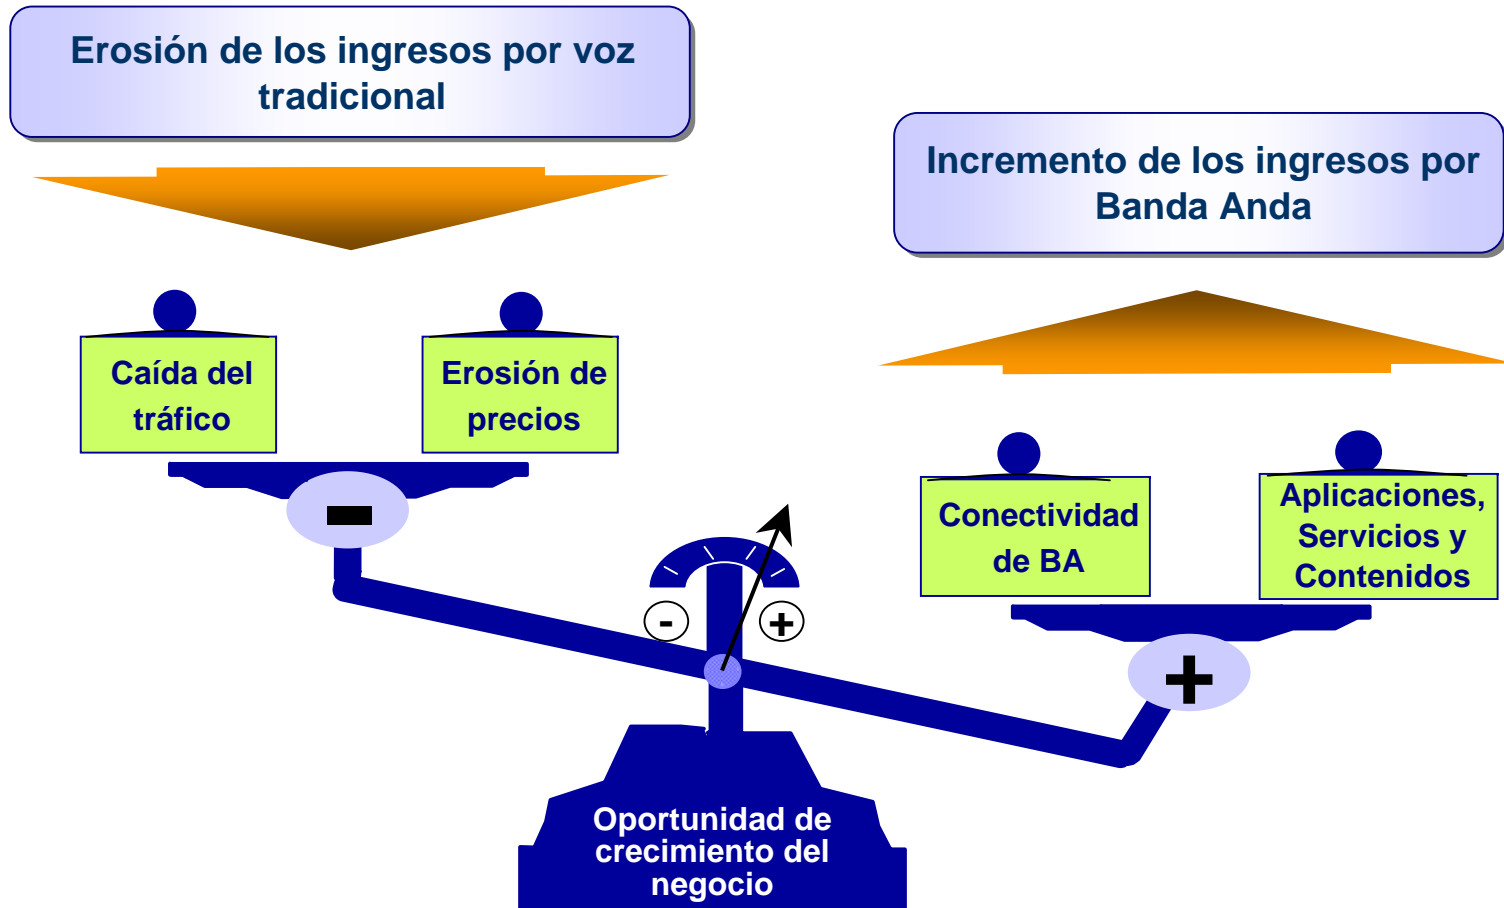 Erosión de los ingresos por voz
tradicional
Incremento de los ingresos por
Banda Anda
Caída del
tráfico
Erosión de
precios
Conectividad
de BA
Aplicaciones,
Servicios y
Contenidos
-
- +
+
Oportunidad de
crecimiento del
negocio